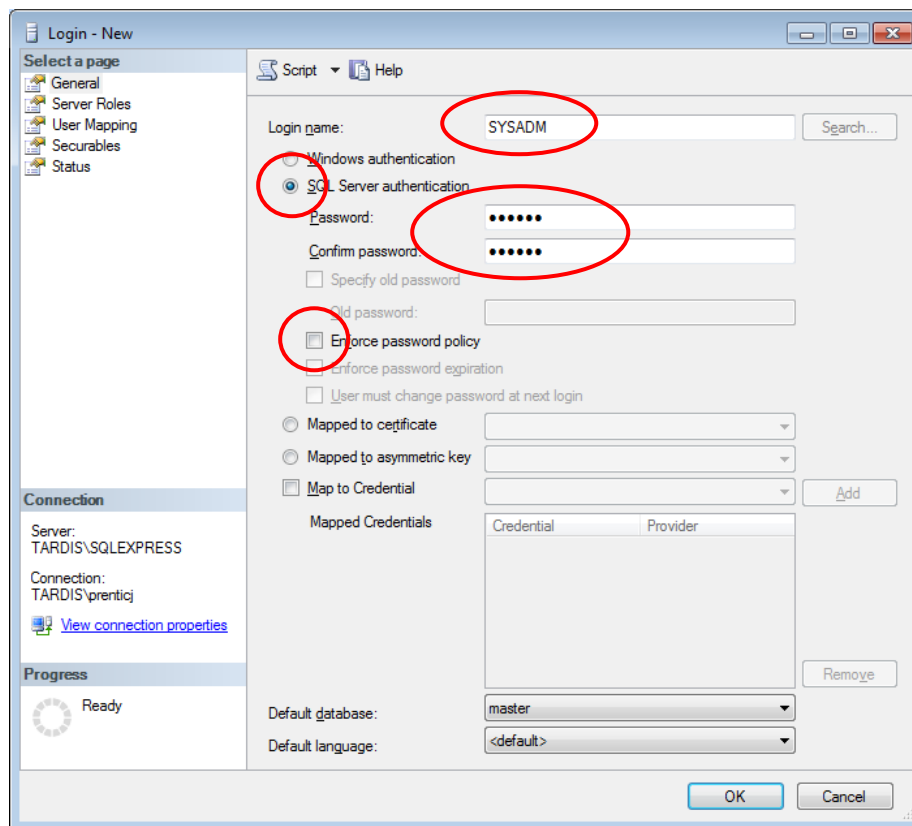 Login - New
Select a page
General
Server Roles
User Mapping
Securables
Status
Script Help
Login name: SYSADM Search...
Windows authentication
SQL Server authentication
Password: ●●●●●●
Confirm password: ●●●●●●
Specify old password
Old password:
Enforce password policy
Enforce password expiration
User must change password at next login
Mapped to certificate
Mapped to asymmetric key
Map to Credential Add
Mapped Credentials Credential Provider
Remove
Default database: master
Default language: <default>
Connection
Server:
TARDIS\SQLEXPRESS
Connection:
TARDIS\prenticj
View connection properties
Progress
Ready
OK Cancel